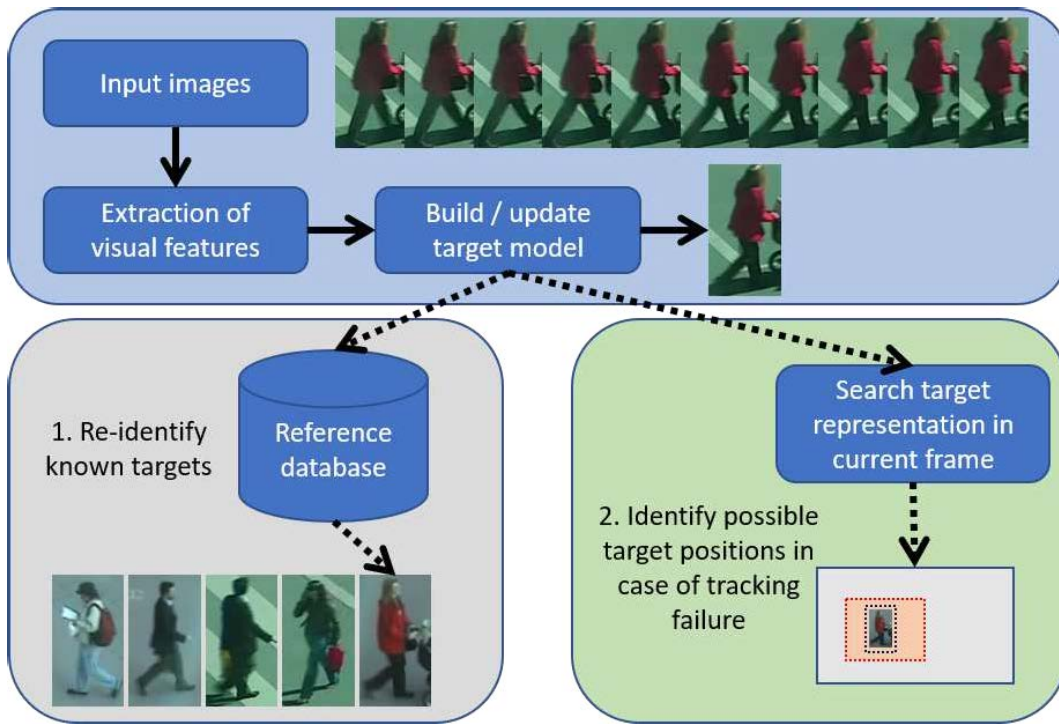 Input images
Extraction of
visual features
Build / update
target model
1. Re-identify
known targets
Reference
database
Search target
representation in
current frame
2. Identify possible
target positions in
case of tracking
failure